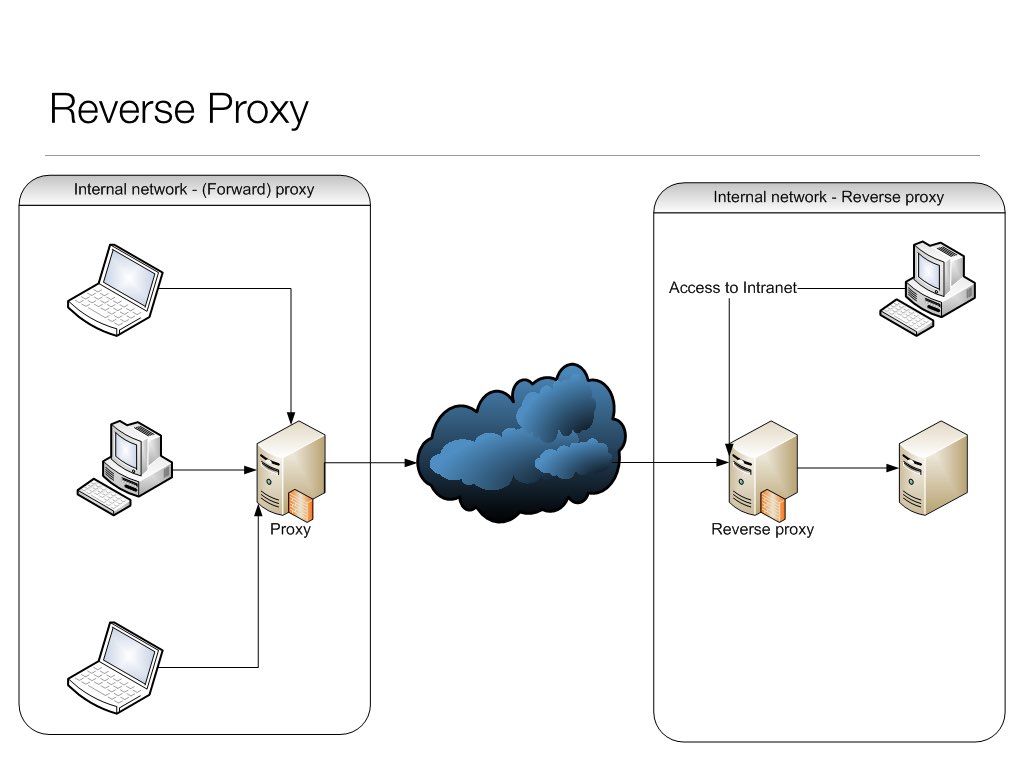 Reverse Proxy
Internal network - (Forward) proxy
Internal network - Reverse proxy
Access to Intranet
Proxy
Reverse proxy